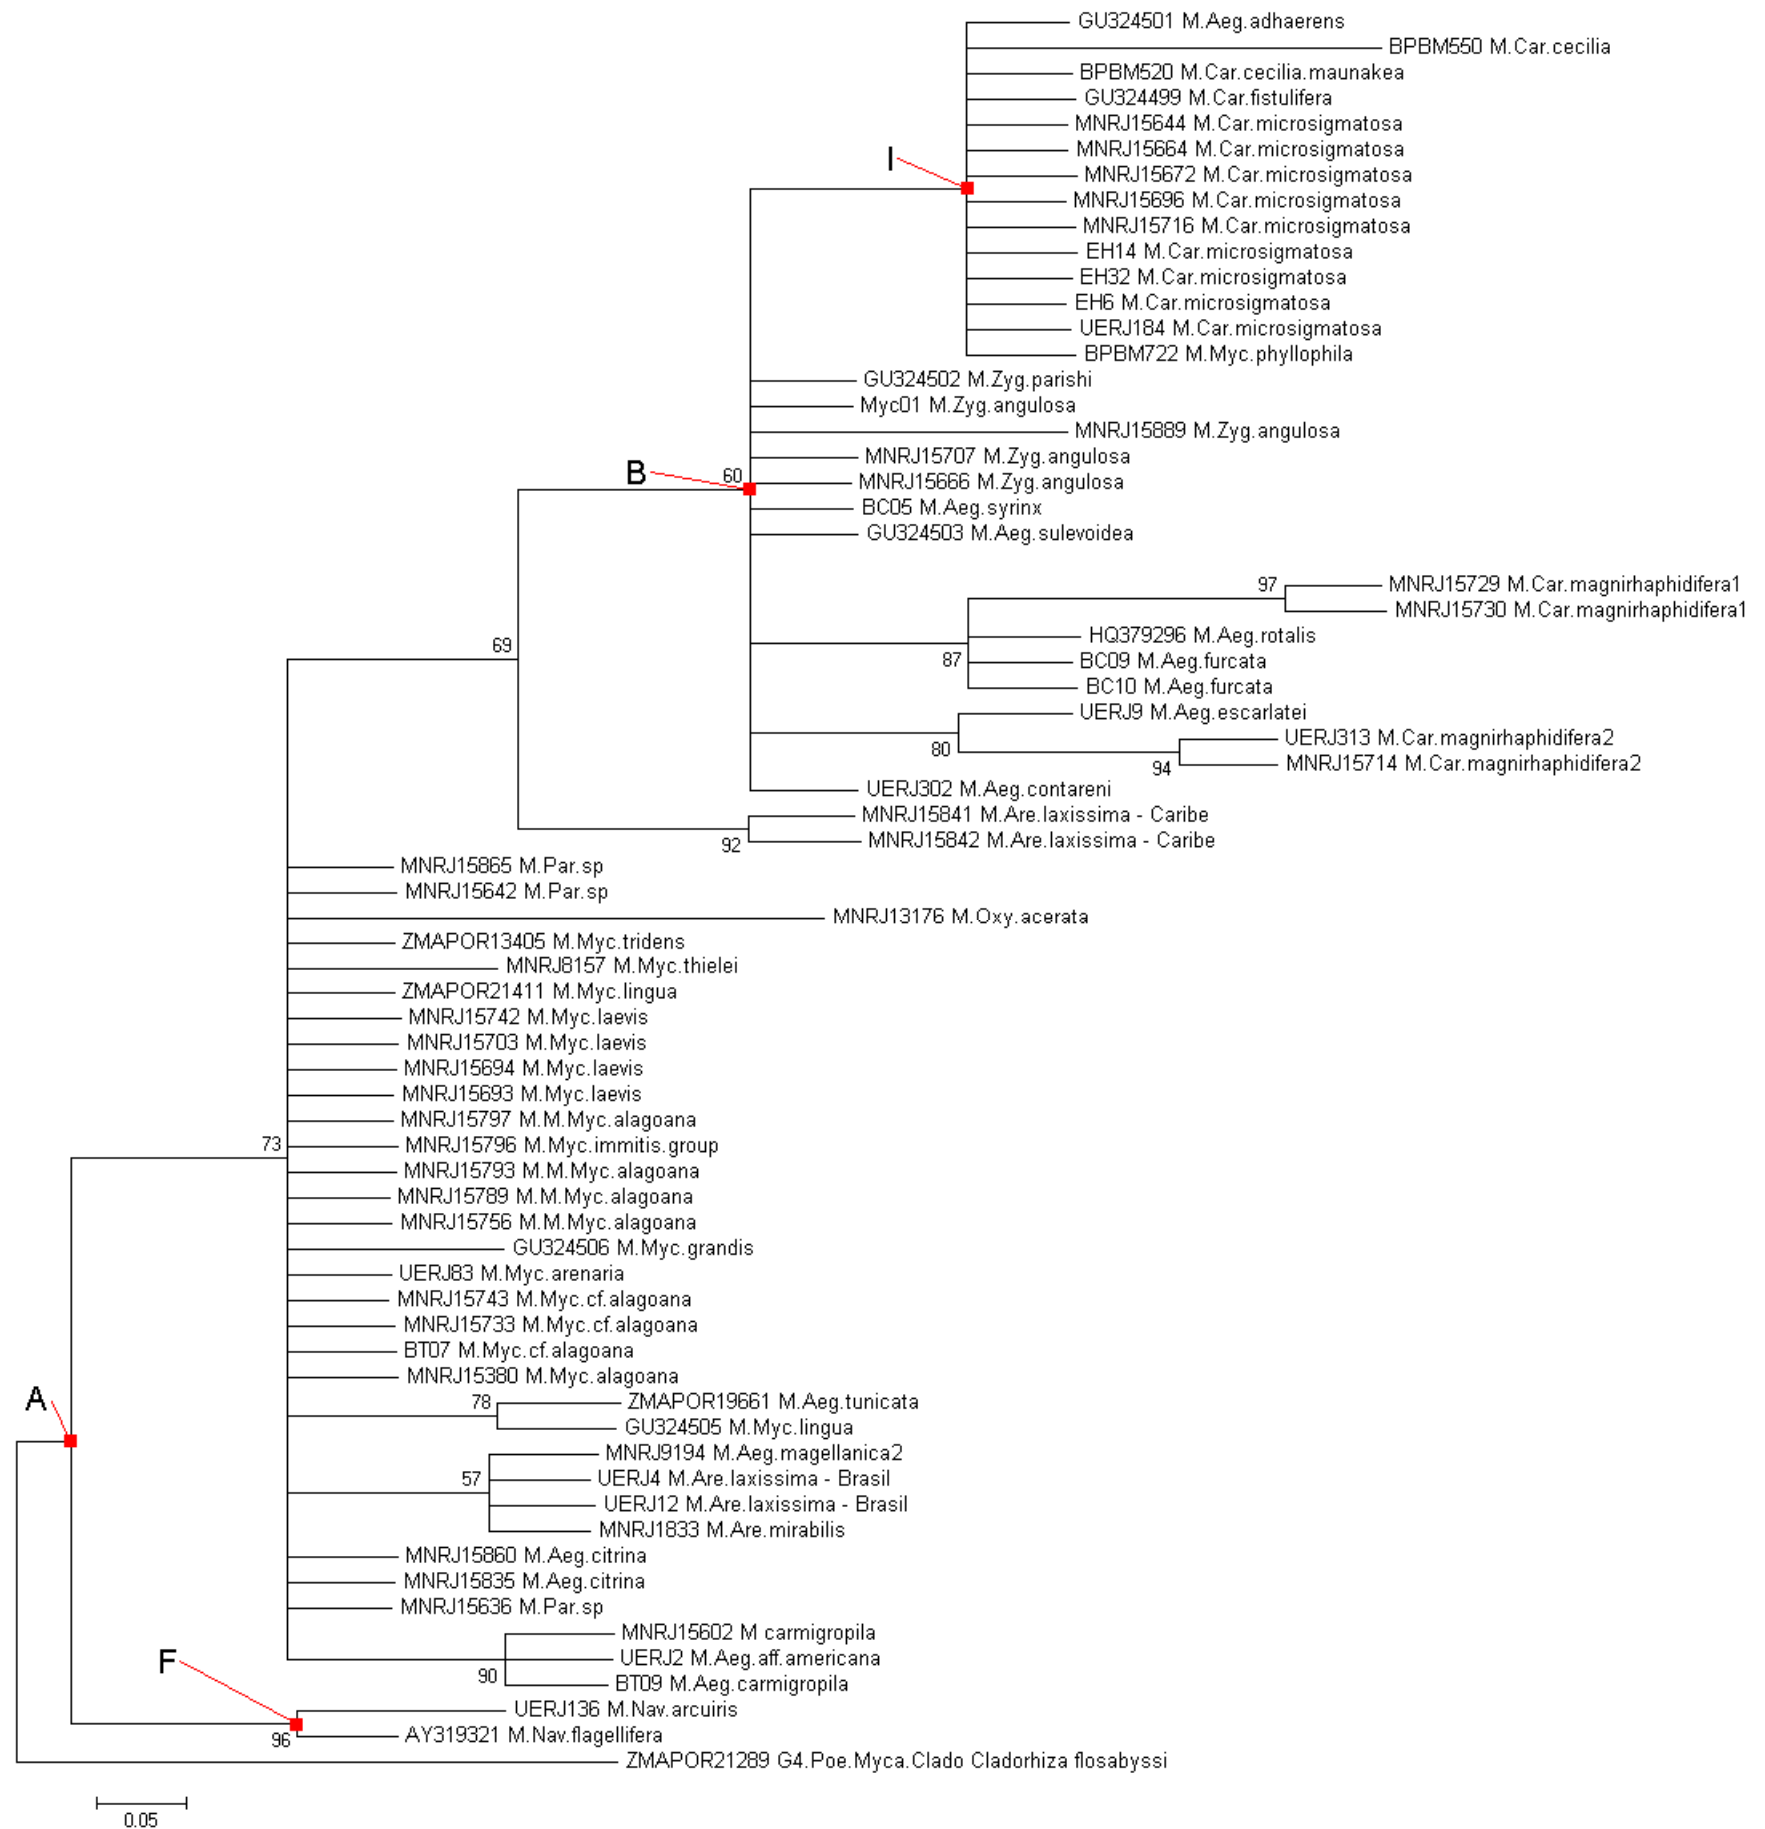 GU324501 M.Aeg.adhaerens
BPBM550 M.Car.cecilia
BPBM520 M.Car.cecilia.maunakea
GU324499 M.Car.fistulifera
MNRJ15644 M.Car.microsigmatosa
MNRJ15664 M.Car.microsigmatosa
I
MNRJ15672 M.Car.microsigmatosa
MNRJ15696 M.Car.microsigmatosa
MNRJ15716 M.Car.microsigmatosa
EH14 M.Car.microsigmatosa
EH32 M.Car.microsigmatosa
EH6 M.Car.microsigmatosa
UERJ184 M.Car.microsigmatosa
BPBM722 M.Myc.phyllophila
GU324502 M.Zyg.parishi
Myc01 M.Zyg.angulosa
MNRJ15889 M.Zyg.angulosa
MNRJ15707 M.Zyg.angulosa
B
60
MNRJ15666 M.Zyg.angulosa
BC05 M.Aeg.syrinx
GU324503 M.Aeg.sulevoidea
97
MNRJ15729 M.Car.magnirhaphidifera1
MNRJ15730 M.Car.magnirhaphidifera1
HQ379296 M.Aeg.rotalis
69
87
BC09 M.Aeg.furcata
BC10 M.Aeg.furcata
UERJ9 M.Aeg.escarlatei
UERJ313 M.Car.magnirhaphidifera2
80
94
MNRJ15714 M.Car.magnirhaphidifera2
UERJ302 M.Aeg.contareni
MNRJ15841 M.Are.laxissima - Caribe
92
MNRJ15842 M.Are.laxissima - Caribe
MNRJ15865 M.Par.sp
MNRJ15642 M.Par.sp
MNRJ13176 M.Oxy.acerata
ZMAPOR13405 M.Myc.tridens
MNRJ8157 M.Myc.thielei
ZMAPOR21411 M.Myc.lingua
MNRJ15742 M.Myc.laevis
MNRJ15703 M.Myc.laevis
MNRJ15694 M.Myc.laevis
MNRJ15693 M.Myc.laevis
MNRJ15797 M.M.Myc.alagoana
73
MNRJ15796 M.Myc.immitis.group
MNRJ15793 M.M.Myc.alagoana
MNRJ15789 M.M.Myc.alagoana
MNRJ15756 M.M.Myc.alagoana
GU324506 M.Myc.grandis
UERJ83 M.Myc.arenaria
MNRJ15743 M.Myc.cf.alagoana
MNRJ15733 M.Myc.cf.alagoana
BT07 M.Myc.cf.alagoana
MNRJ15380 M.Myc.alagoana
A
78
ZMAPOR19661 M.Aeg.tunicata
GU324505 M.Myc.lingua
MNRJ9194 M.Aeg.magellanica2
57
UERJ4 M.Are.laxissima - Brasil
UERJ12 M.Are.laxissima - Brasil
MNRJ1833 M.Are.mirabilis
MNRJ15860 M.Aeg.citrina
MNRJ15835 M.Aeg.citrina
MNRJ15636 M.Par.sp
MNRJ15602 M carmigropila
F
UERJ2 M.Aeg.aff.americana
90
BT09 M.Aeg.carmigropila
UERJ136 M.Nav.arcuiris
96
AY319321 M.Nav.flagellifera
ZMAPOR21289 G4.Poe.Myca.Clado Cladorhiza flosabyssi
0.05